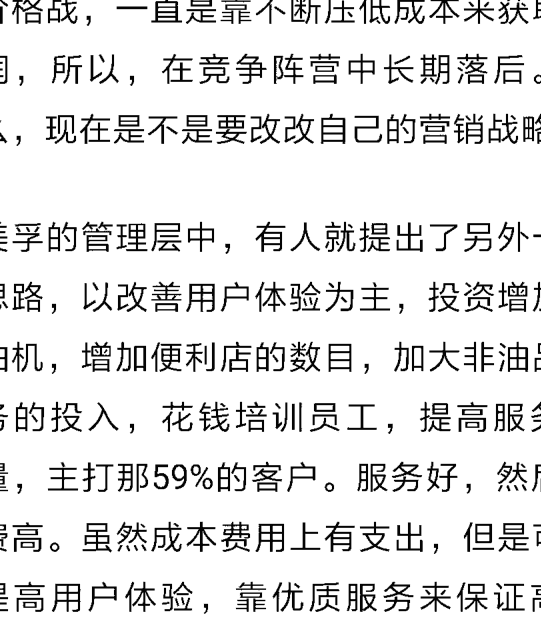 价格战，一直是靠不断压低成本来获取
，所以，在竞争阵营中长期落后。
么，现在是不是要改改自己的营销战略
美孚的管理层中，有人就提出了另外一
思路，以改善用户体验为主，投资增加
油机，增加便利店的数目，加大非油品
务的投入，花钱培训员工，提高服务
量，主打那59%的客户。服务好，然后
费高。虽然成本费用上有支出，但是可
提高用户体验，靠优质服务来保证高